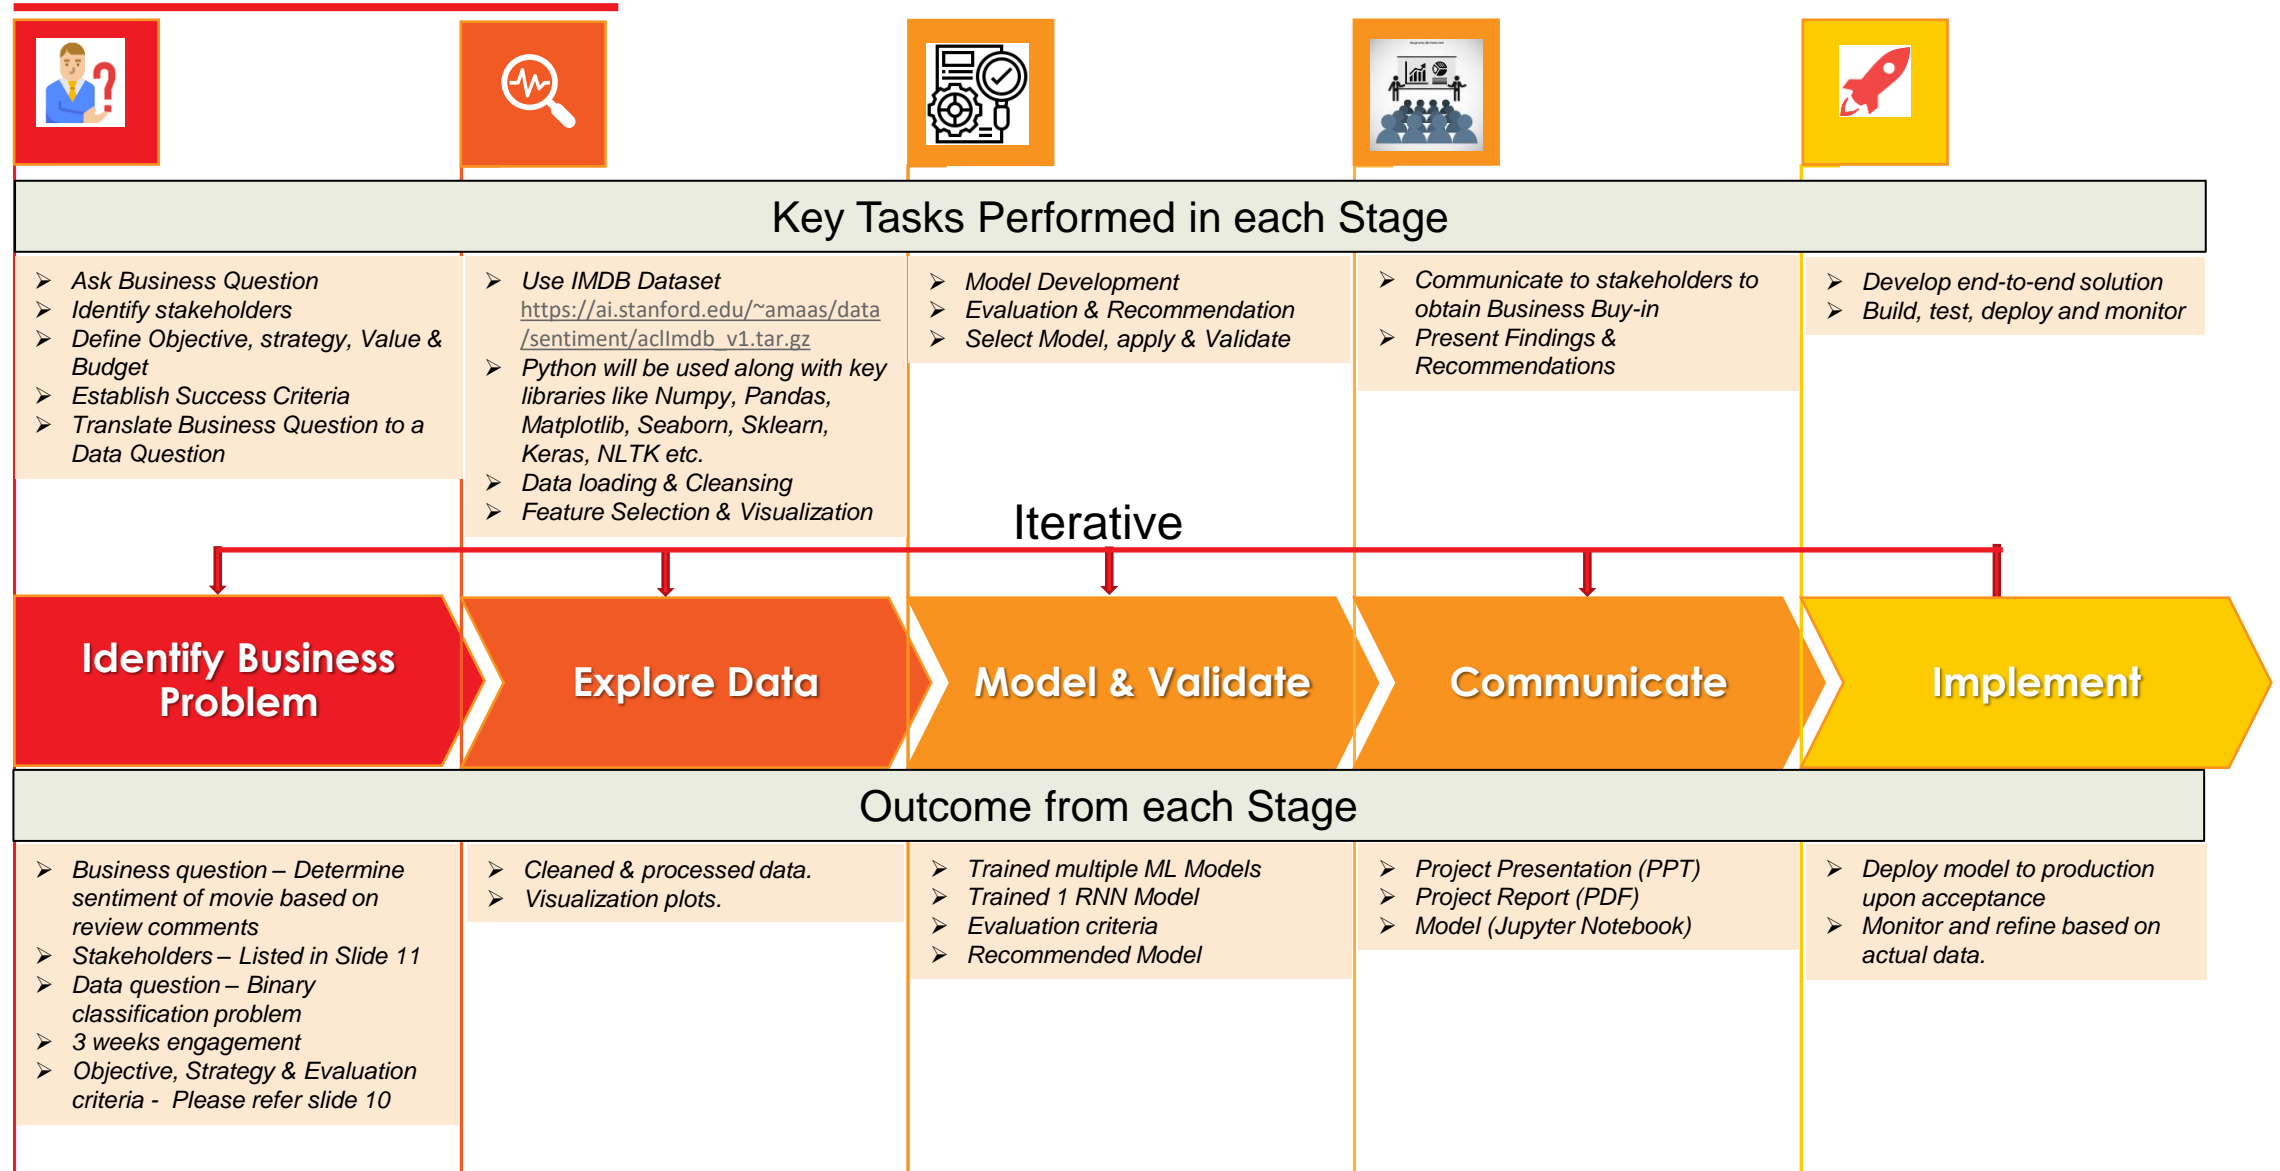 Key Tasks Performed in each Stage
➢ Ask Business Question
➢ Identify stakeholders
➢ Define Objective, strategy, Value &
Budget
➢ Establish Success Criteria
➢ Translate Business Question to a
Data Question
➢ Use IMDB Dataset
https://ai.stanford.edu/~amaas/data
/sentiment/aclImdb_v1.tar.gz
➢ Python will be used along with key
libraries like Numpy, Pandas,
Matplotlib, Seaborn, Sklearn,
Keras, NLTK etc.
➢ Data loading & Cleansing
➢ Feature Selection & Visualization
➢ Model Development
➢ Evaluation & Recommendation
➢ Select Model, apply & Validate
➢ Communicate to stakeholders to
obtain Business Buy-in
➢ Present Findings &
Recommendations
➢ Develop end-to-end solution
➢ Build, test, deploy and monitor
Iterative
Identify Business
Problem
Explore Data
Model & Validate
Communicate
Implement
Outcome from each Stage
➢ Business question – Determine
sentiment of movie based on
review comments
➢ Stakeholders – Listed in Slide 11
➢ Data question – Binary
classification problem
➢ 3 weeks engagement
➢ Objective, Strategy & Evaluation
criteria - Please refer slide 10
➢ Cleaned & processed data.
➢ Visualization plots.
➢ Trained multiple ML Models
➢ Trained 1 RNN Model
➢ Evaluation criteria
➢ Recommended Model
➢ Project Presentation (PPT)
➢ Project Report (PDF)
➢ Model (Jupyter Notebook)
➢ Deploy model to production
upon acceptance
➢ Monitor and refine based on
actual data.